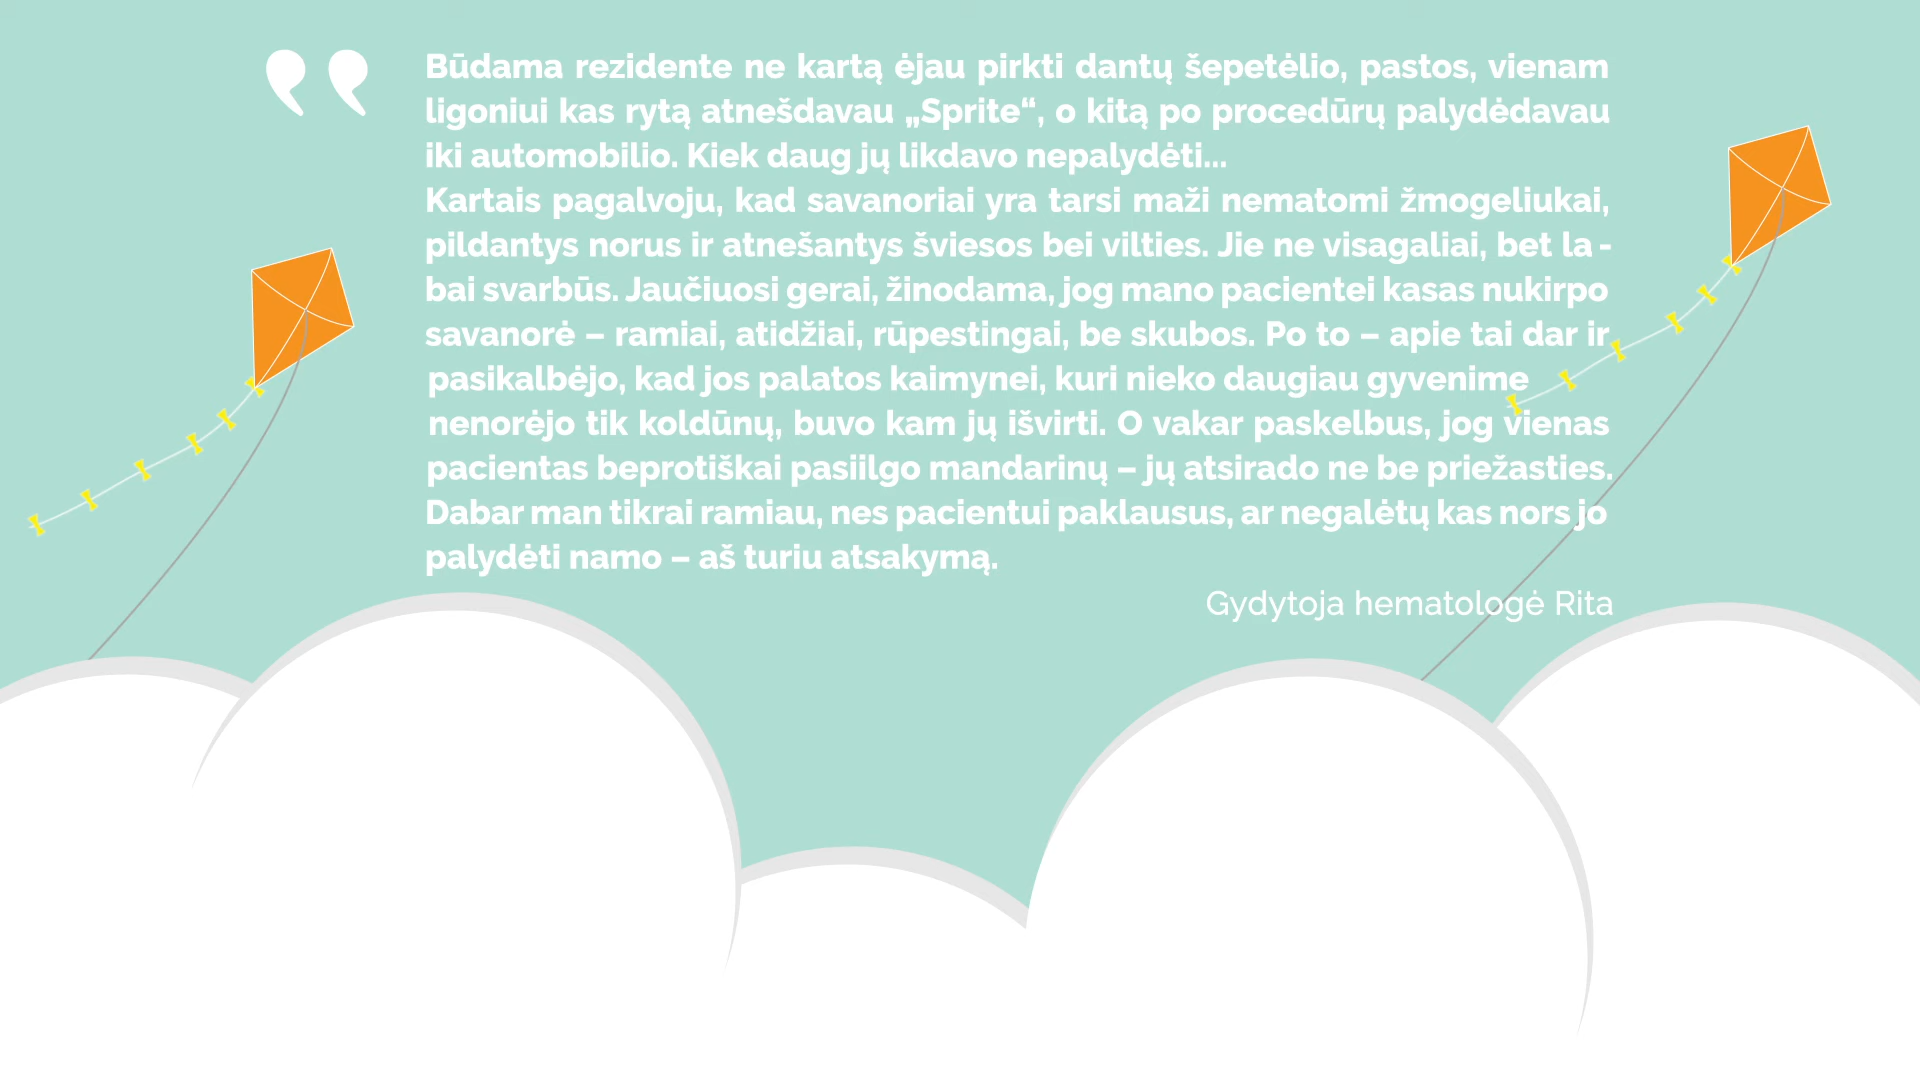 Būdama rezidente ne kartą ėjau pirkti dantų šepetėlio, pastos, vienam
ligoniui kas rytą atnešdavau „Sprite“, o kitą po procedūrų palydėdavau
iki automobilio. Kiek daug jų likdavo nepalydėti...
Kartais pagalvoju, kad savanoriai yra tarsi maži nematomi žmogeliukai,
pildantys norus ir atnešantys šviesos bei vilties. Jie ne visagaliai, bet la -
bai svarbūs. Jaučiuosi gerai, žinodama, jog mano pacientei kasas nukirpo
savanorė – ramiai, atidžiai, rūpestingai, be skubos. Po to – apie tai dar ir
pasikalbėjo, kad jos palatos kaimynei, kuri nieko daugiau gyvenime
nenorėjo tik koldūnų, buvo kam jų išvirti. O vakar paskelbus, jog vienas
pacientas beprotiškai pasiilgo mandarinų – jų atsirado ne be priežasties.
Dabar man tikrai ramiau, nes pacientui paklausus, ar negalėtų kas nors jo
palydėti namo – aš turiu atsakymą.
Gydytoja hematologė Rita